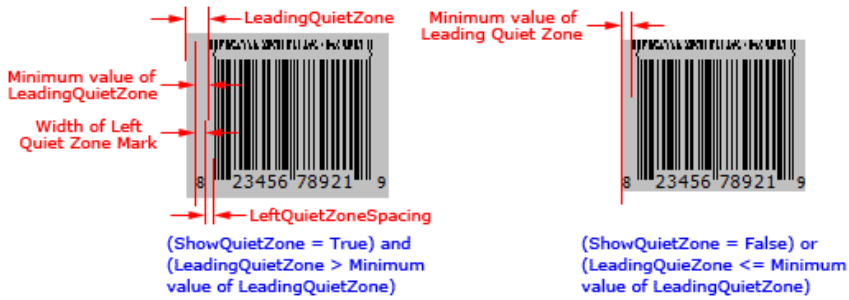 LeadingQuietZone
Minimum value of
LeadingQuietZone
Width of Left
Quiet Zone Mark
8 23456 78921 9
LeftQuietZoneSpacing
(ShowQuietZone = True) and
(LeadingQuietZone > Minimum
value of LeadingQuietZone)
Minimum value of
Leading Quiet Zone
8 23456 78921 9
(ShowQuietZone = False) or
(LeadingQuieZone <= Minimum
value of LeadingQuietZone)